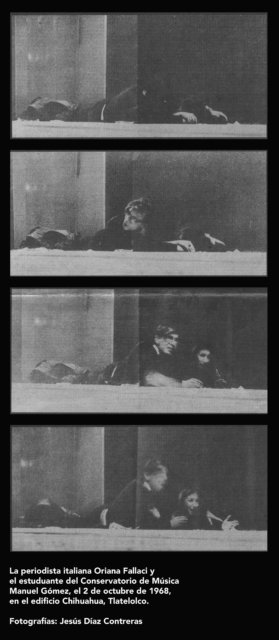 La periodista italiana Oriana Fallaci y
el estuduante del Conservatorio de Música
Manuel Gómez, el 2 de octubre de 1968,
en el edificio Chihuahua, Tlatelolco.
Fotografías: Jesús Díaz Contreras